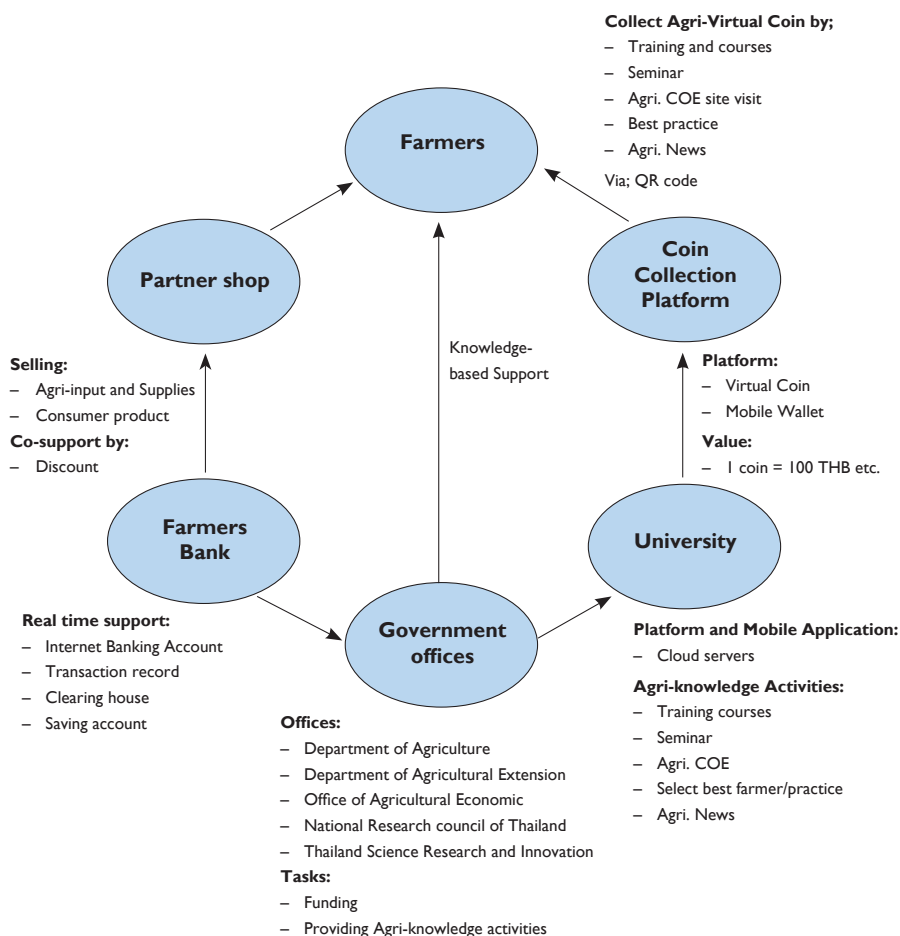 Collect Agri-Virtual Coin by;
– Training and courses
– Seminar
– Agri. COE site visit
– Best practice
– Agri. News
Via; QR code
Farmers
Partner shop
Coin
Collection
Platform
Knowledge-
based Support
Selling:
– Agri-input and Supplies
– Consumer product
Co-support by:
– Discount
Platform:
– Virtual Coin
– Mobile Wallet
Value:
– 1 coin = 100 THB etc.
Farmers
Bank
University
Government
offices
Real time support:
– Internet Banking Account
– Transaction record
– Clearing house
– Saving account
Platform and Mobile Application:
– Cloud servers
Agri-knowledge Activities:
– Training courses
– Seminar
– Agri. COE
– Select best farmer/practice
– Agri. News
Offices:
– Department of Agriculture
– Department of Agricultural Extension
– Office of Agricultural Economic
– National Research council of Thailand
– Thailand Science Research and Innovation
Tasks:
– Funding
– Providing Agri-knowledge activities